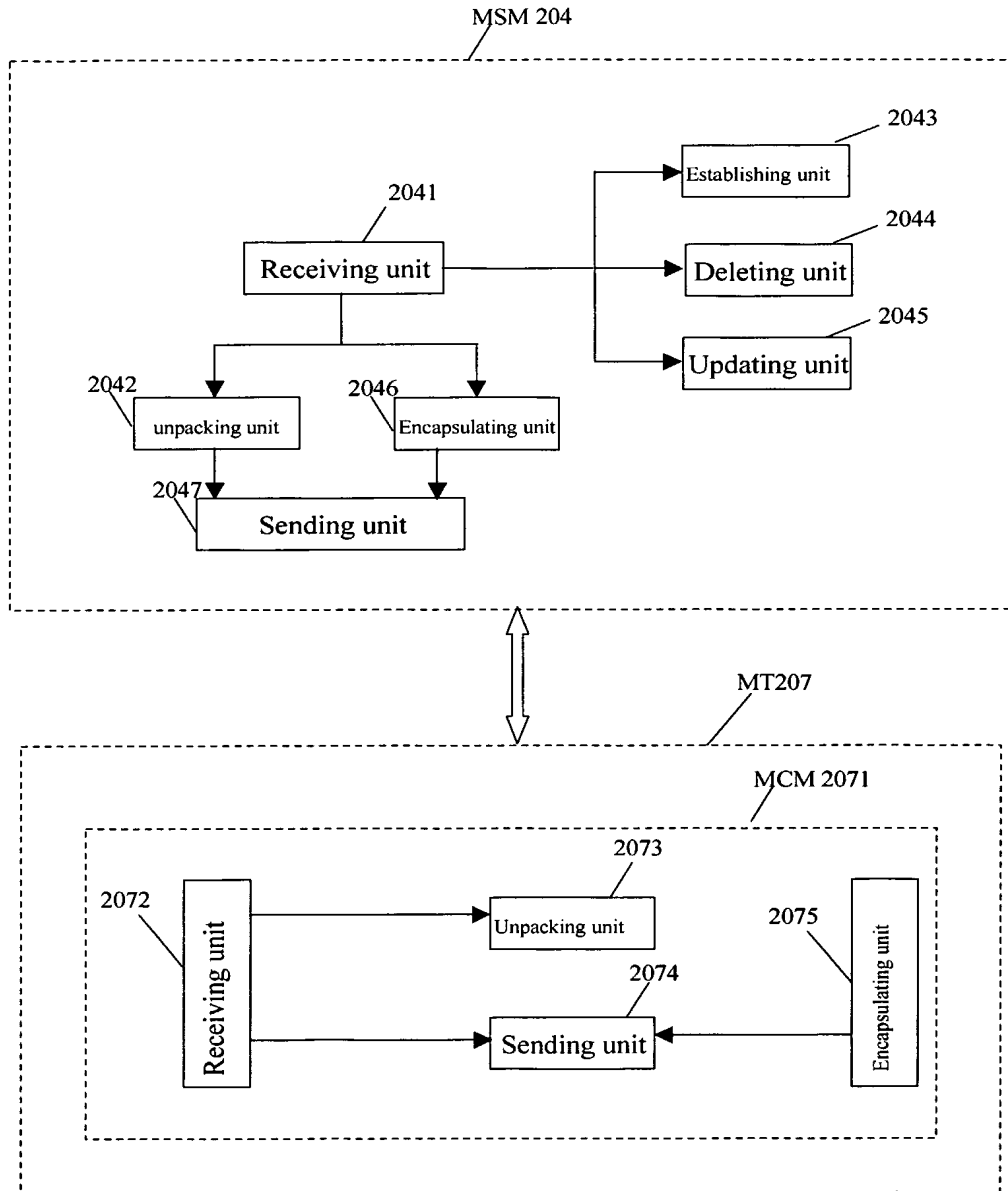 MSM 204
2043
Establishing unit
2041
2044
Receiving unit
Deleting unit
2045
Updating unit
2042
2046
unpacking unit
Encapsulating unit
2047
Sending unit
MT207
MCM 2071
2073
2072
2075
Unpacking unit
Receiving unit
2074
Sending unit
Encapsulating unit